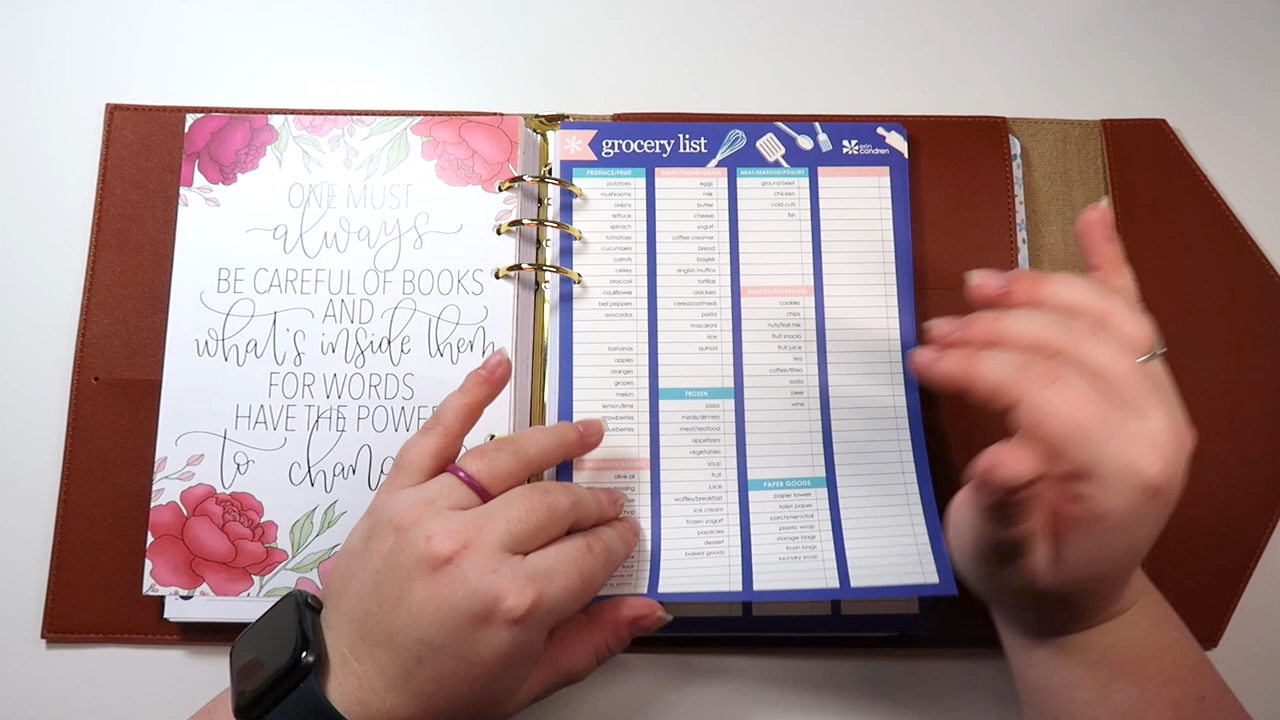 ONE MUST
always
BE CAREFUL OF BOOKS
AND
what's inside them
FOR WORDS
HAVE THE POWER
to
grocery list
erin
condren
PRODUCE/FRUIT
potatoes
mushrooms
onions
lettuce
spinach
tomatoes
cucumbers
carrots
celery
broccoli
cauliflower
bell peppers
avocados
bananas
apples
oranges
grapes
melon
lemon/lime
strawberries
blueberries
olive oil
DAIRY/BREAD/GRAIN
eggs
milk
butter
cheese
yogurt
coffee creamer
bread
bagels
english muffins
tortillas
crackers
cereal/oatmeal
pasta
macaroni
rice
quinoa
FROZEN
pizza
meals/dinners
meat/seafood
appetizers
vegetables
soup
fruit
juice
waffles/breakfast
ice cream
frozen yogurt
popsicles
dessert
baked goods
MEAT/SEAFOOD/POULTRY
ground beef
chicken
cold cuts
fish
SNACKS/BEVERAGES
cookies
chips
nuts/trail mix
fruit snacks
fruit juice
tea
coffee/filters
soda
beer
wine
PAPER GOODS
paper towels
toilet paper
parchment/foil
plastic wrap
storage bags
trash bags
laundry soap